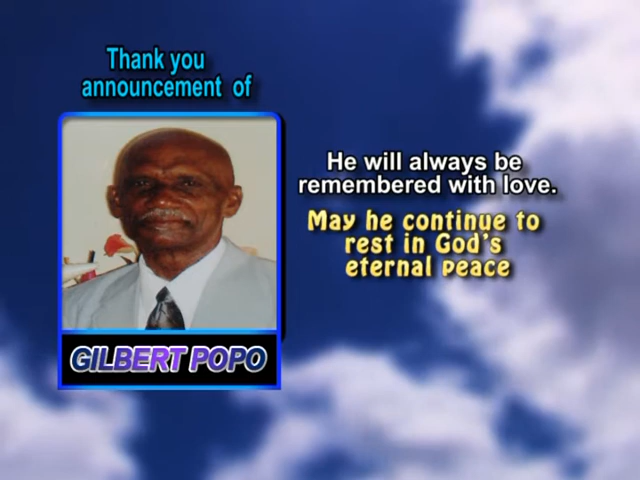 Thank you
announcement of
GILBERT POPO
He will always be
remembered with love.
May he continue to
rest in God's
eternal peace